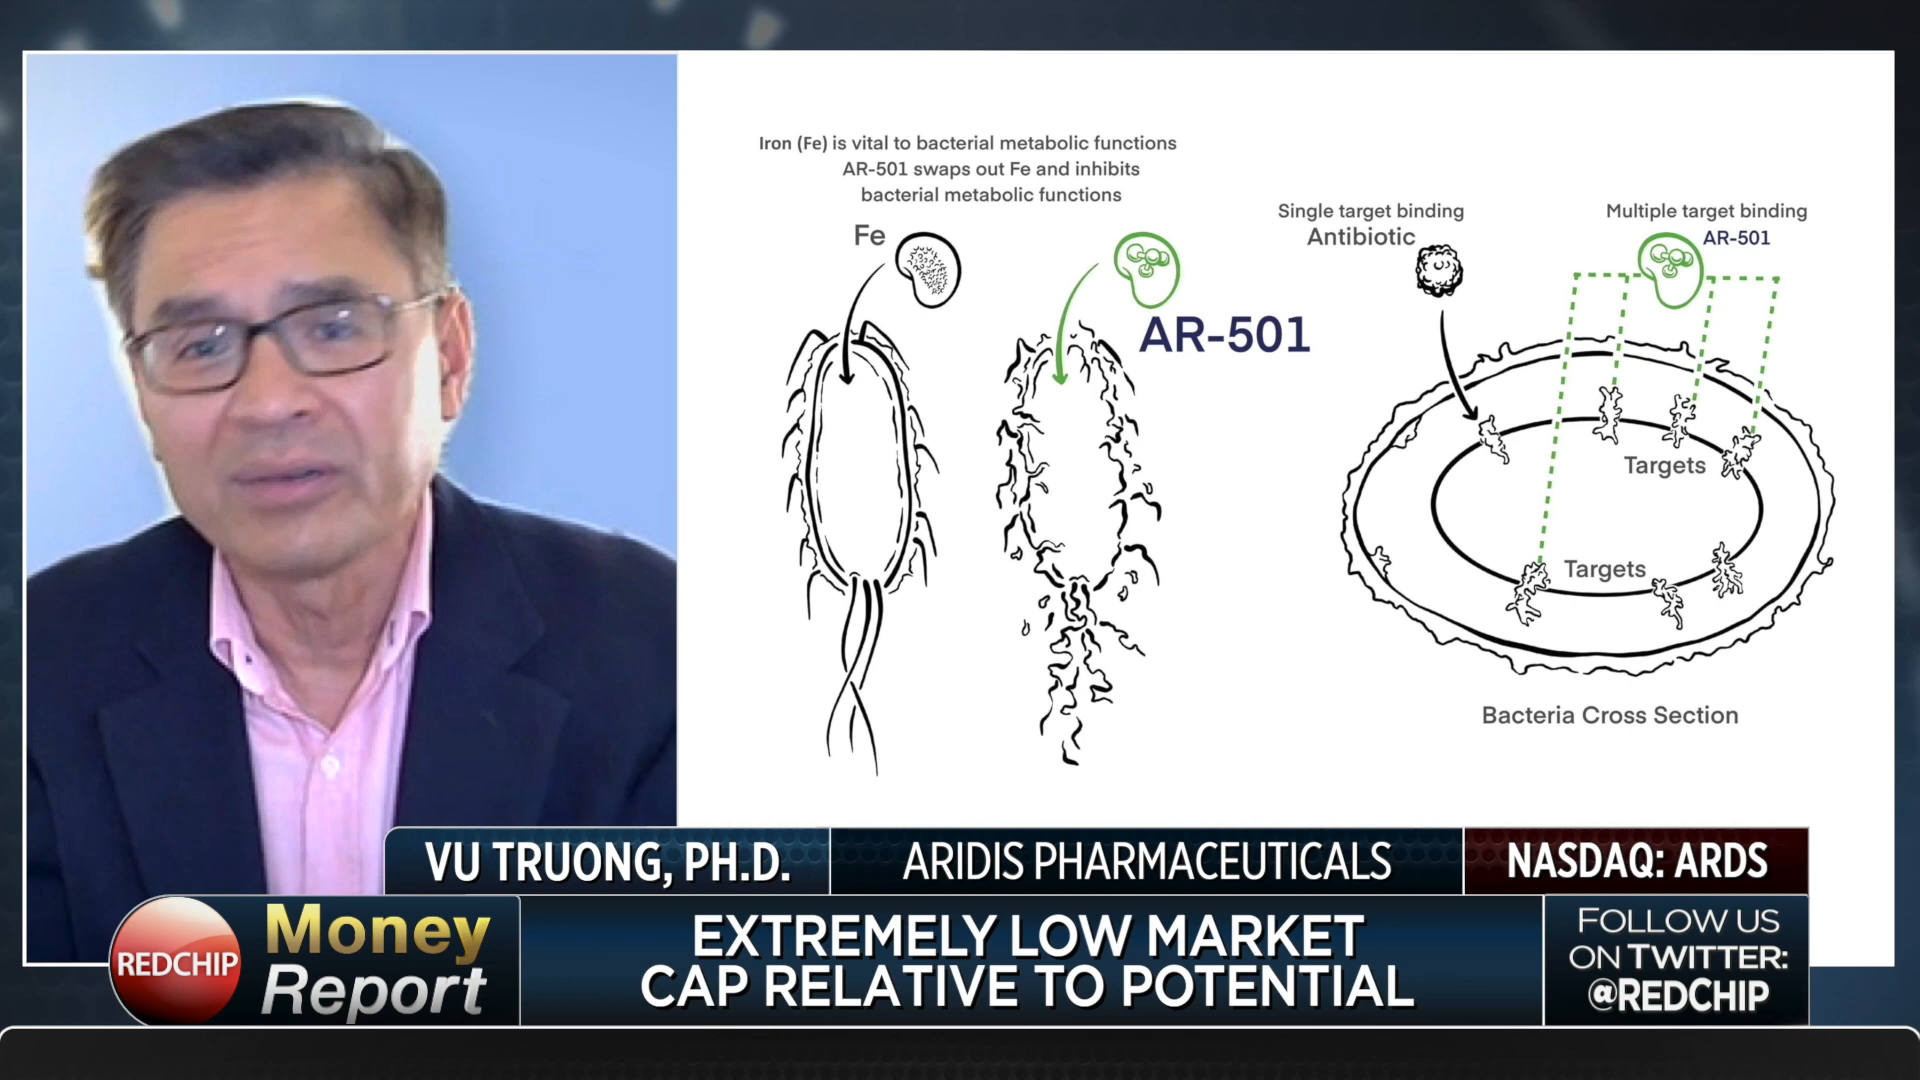 Iron (Fe) is vital to bacterial metabolic functions
AR-501 swaps out Fe and inhibits
bacterial metabolic functions
Fe
AR-501
Single target binding
Antibiotic
Multiple target binding
AR-501
Targets
Targets
Bacteria Cross Section
VU TRUONG, PH.D.
ARIDIS PHARMACEUTICALS
NASDAQ: ARDS
REDCHIP
Money
Report
EXTREMELY LOW MARKET
CAP RELATIVE TO POTENTIAL
FOLLOW US
ON TWITTER:
@REDCHIP